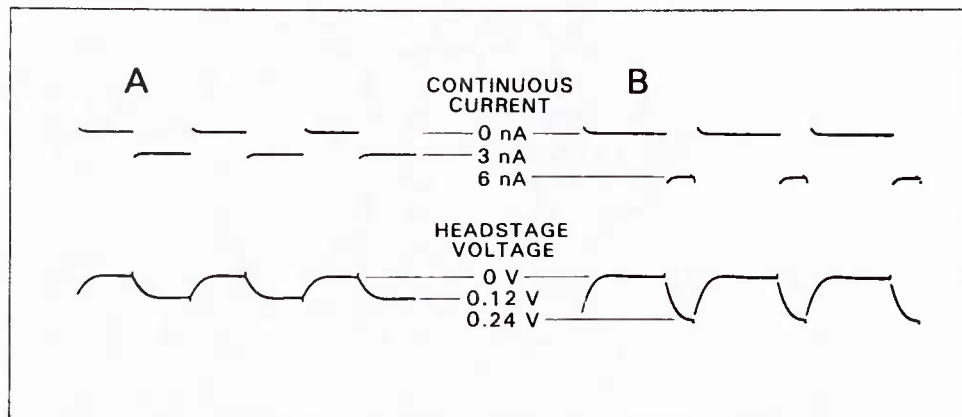 A
B
CONTINUOUS
CURRENT
0 nA
3 nA
6 nA
HEADSTAGE
VOLTAGE
0 V
0.12 V
0.24 V